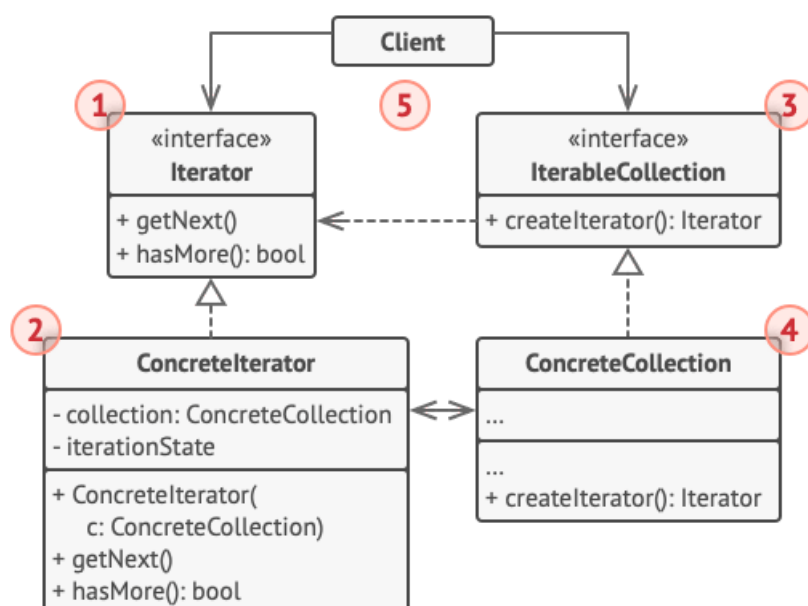 Client
1
5
3
«interface»
Iterator
+ getNext()
+ hasMore(): bool
«interface»
IterableCollection
+ createIterator(): Iterator
2
4
ConcreteIterator
- collection: ConcreteCollection
- iterationState
+ ConcreteIterator(
c: ConcreteCollection)
+ getNext()
+ hasMore(): bool
ConcreteCollection
...
...
+ createIterator(): Iterator